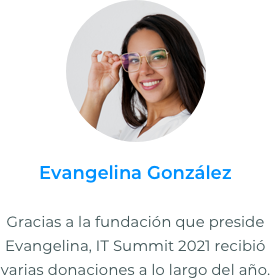 Evangelina González
Gracias a la fundación que preside
Evangelina, IT Summit 2021 recibió
varias donaciones a lo largo del año.